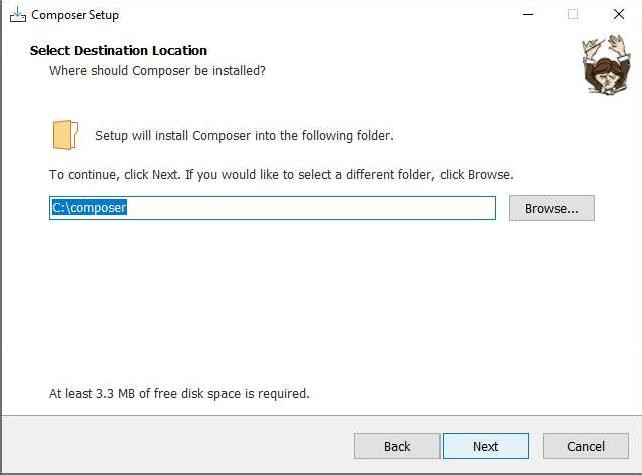 Composer Setup
Select Destination Location
Where should Composer be installed?
Setup will install Composer into the following folder.
To continue, click Next. If you would like to select a different folder, click Browse.
C:\composer
Browse...
At least 3.3 MB of free disk space is required.
Back
Next
Cancel